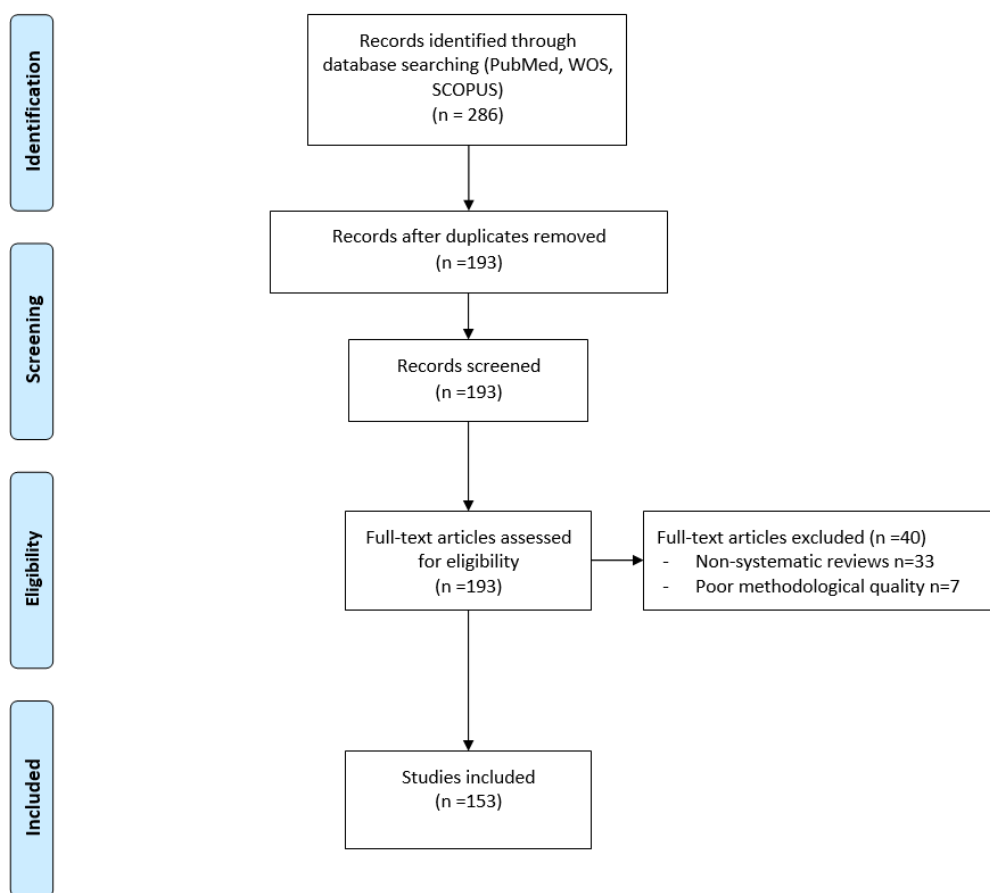 Identification
Records identified through
database searching (PubMed, WOS,
SCOPUS)
(n = 286)
Records after duplicates removed
(n =193)
Screening
Records screened
(n =193)
Eligibility
Full-text articles assessed
for eligibility
(n =193)
Full-text articles excluded (n =40)
- Non-systematic reviews n=33
- Poor methodological quality n=7
Included
Studies included
(n =153)